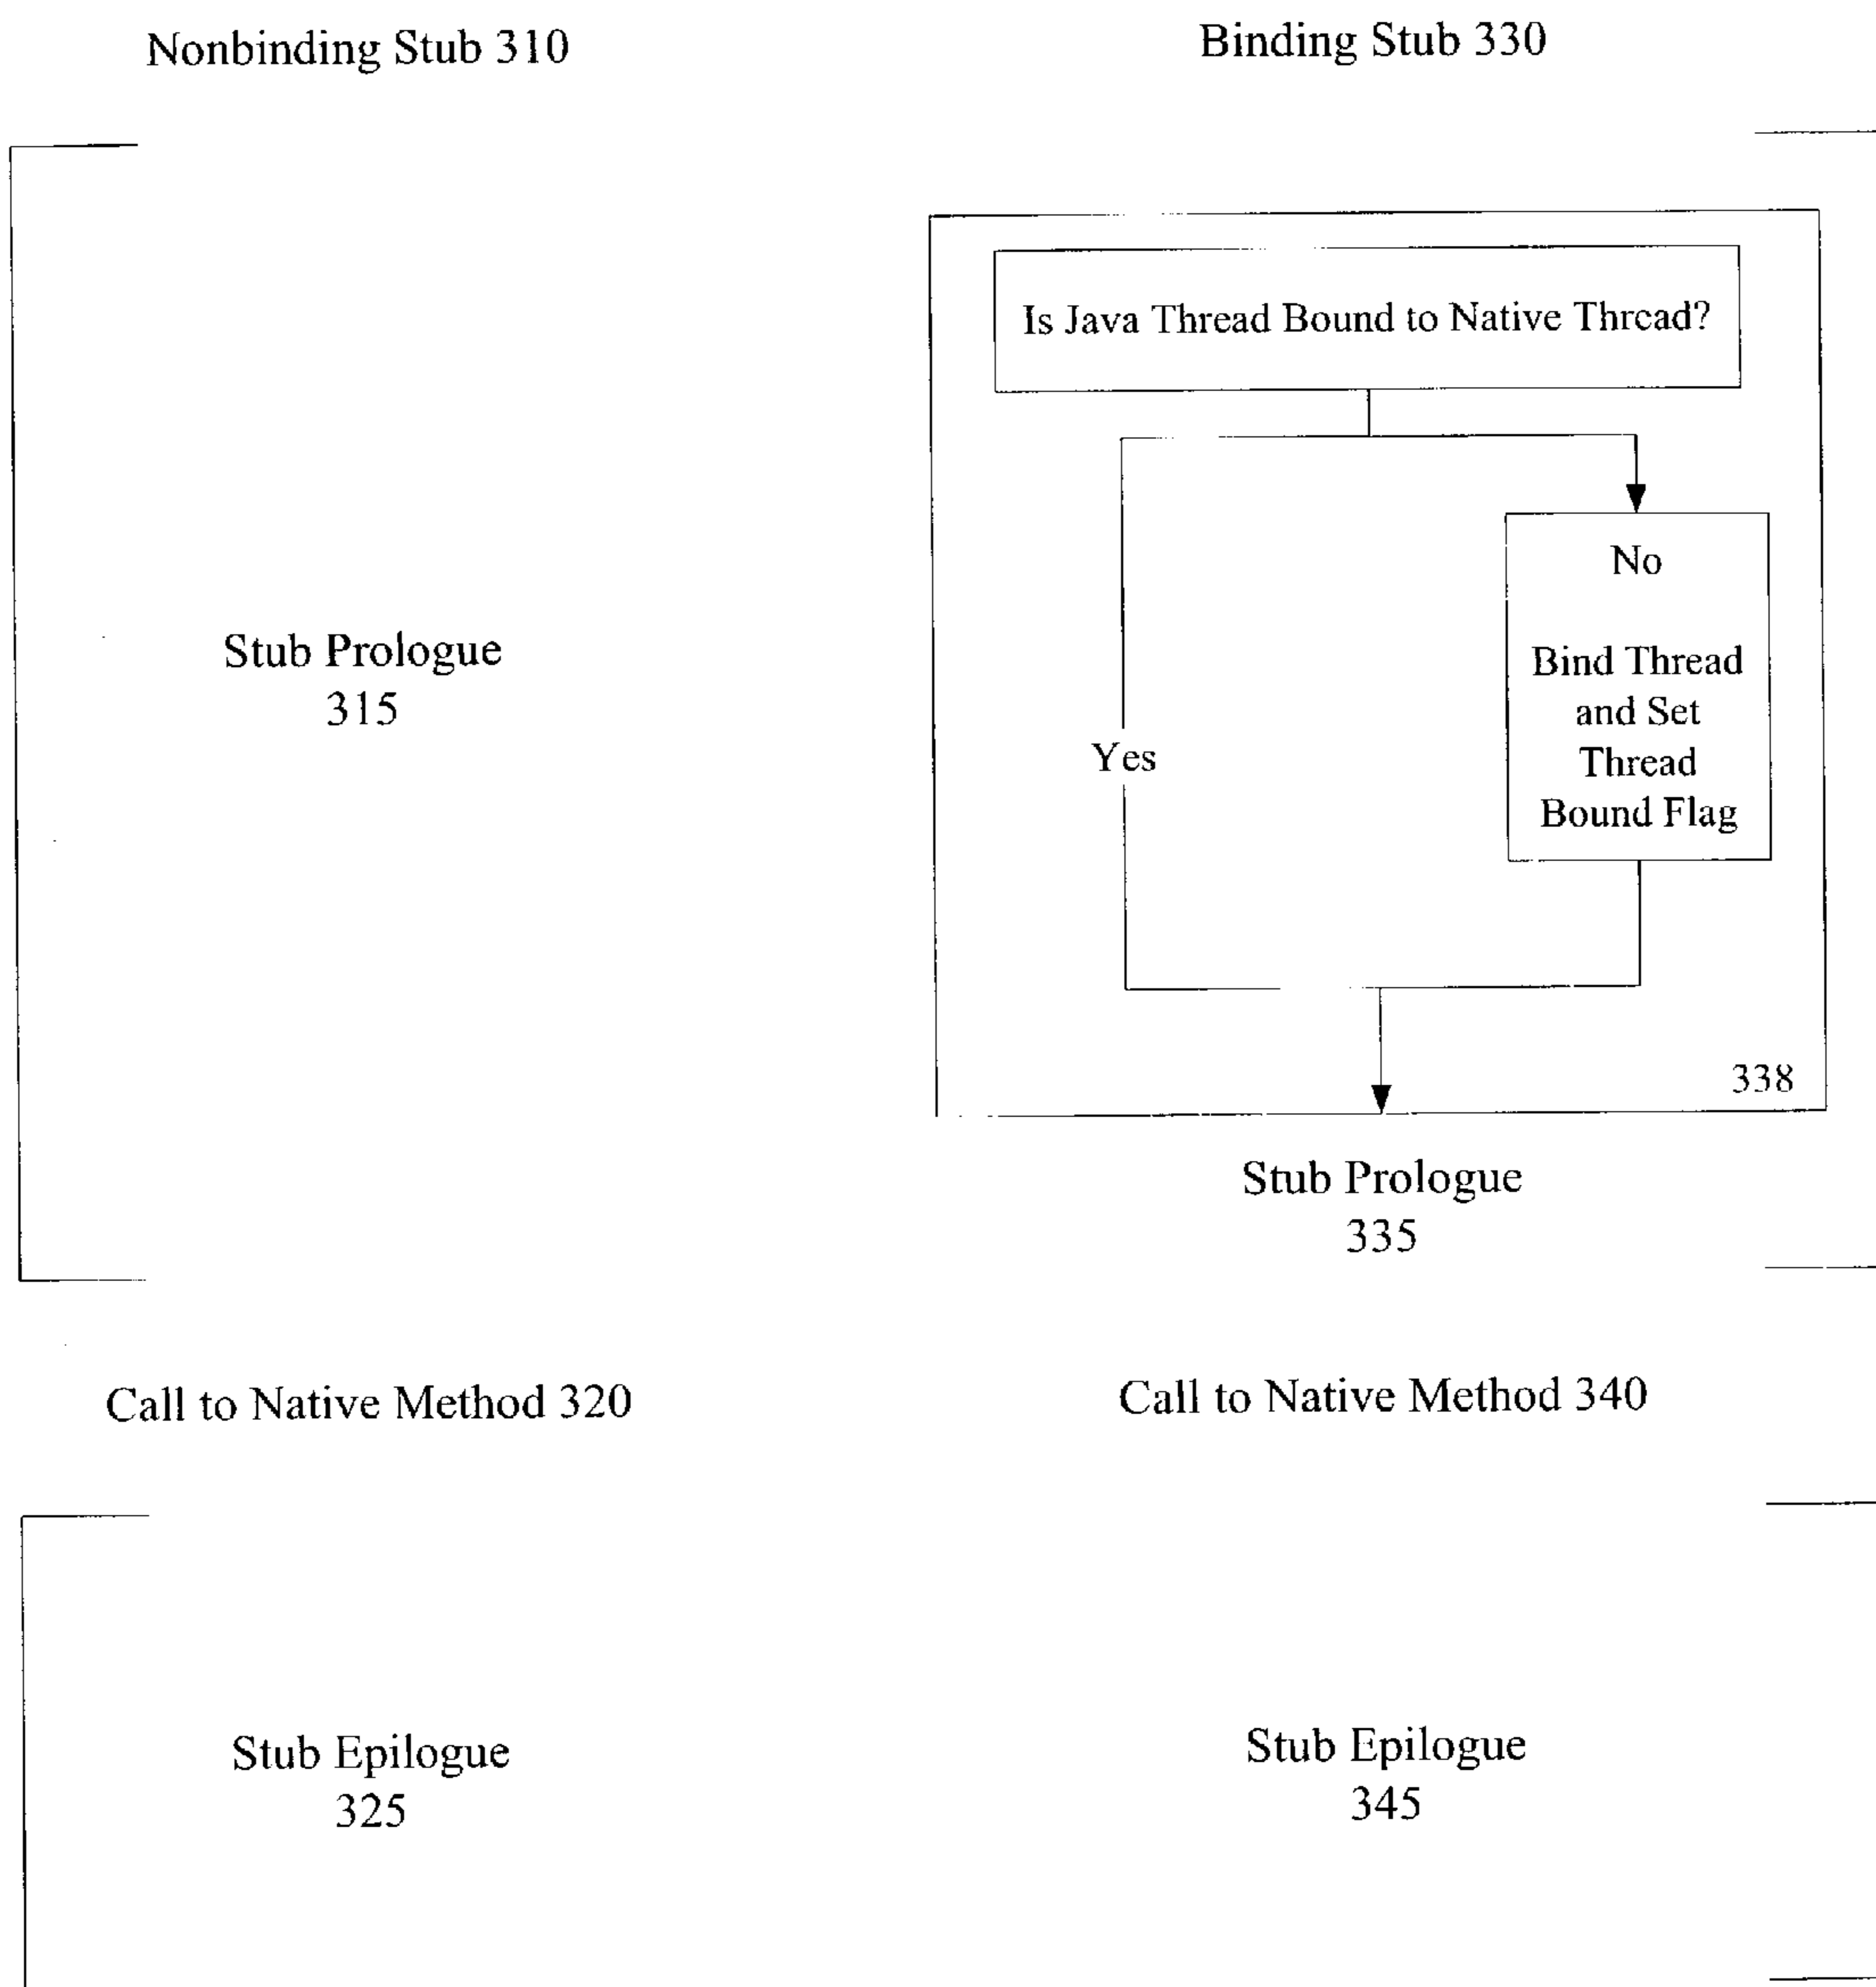 Nonbinding Stub 310
Stub Prologue
315
Call to Native Method 320
Stub Epilogue
325
Binding Stub 330
Is Java Thread Bound to Native Thread?
Yes
No
Bind Thread
and Set
Thread
Bound Flag
338
Stub Prologue
335
Call to Native Method 340
Stub Epilogue
345